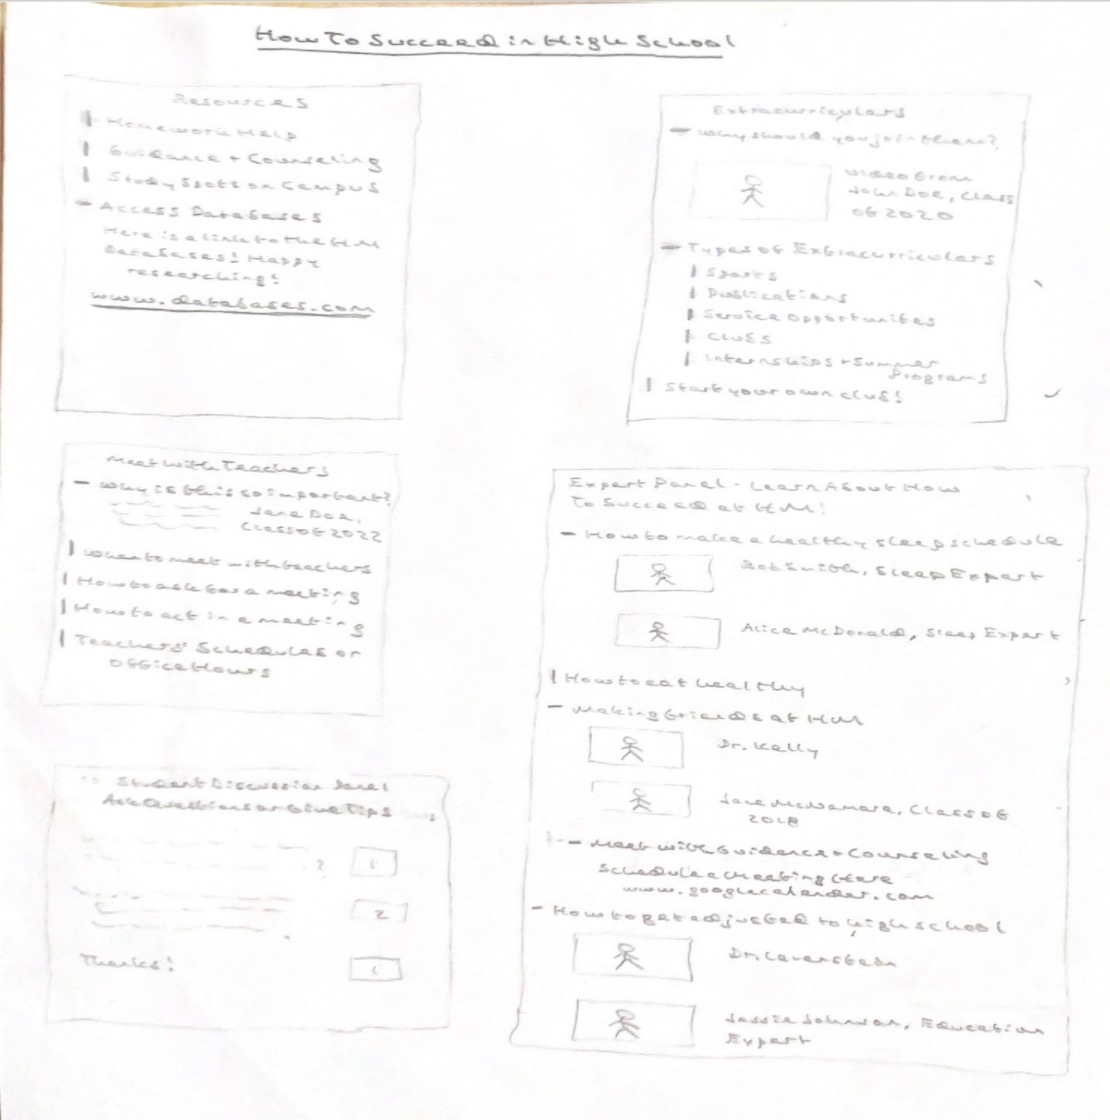 How To Succeed in High School
Resources
Homework Help
Guidance + Counseling
Study Spots on Campus
Access Databases
Here is a link to the HM
Databases! Happy
researching!
www.databases.com
Extracurriculars
Why should you join them?
Video from
John Doe, Class
of 2020
Types of Extracurriculars
Sports
Publications
Service Opportunites
Clubs
Internships + Summer
Programs
Start your own club!
Meet with Teachers
Why is this so important?
Jane Doe,
Class of 2022
When to meet with teachers
How to ask for a meeting
How to act in a meeting
Teachers' Schedules or
Office Hours
Expert Panel - Learn About How
To Succeed at HM!
How to make a healthy sleep schedule
Bob Smith, Sleep Expert
Alice McDonald, Sleep Expert
How to eat healthy
Making friends at HM
Dr. Kelly
Jane McNamara, Class of
2018
Meet with Guidance + Counseling
Schedule a meeting here
www.googlecalender.com
How to get adjusted to high school
Dr.
Jessie Johnson, Education
Expert
Student Discussion Panel
Ask Questions or Give Tips
? 1
2
Thanks! 1